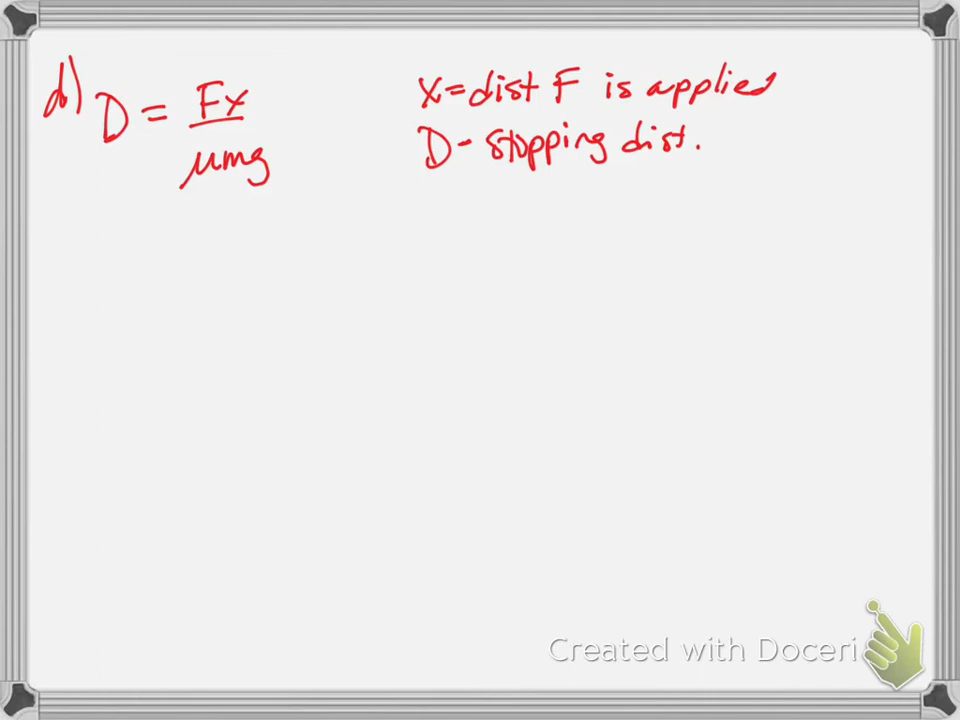 d) D = Fx / μmg
x = dist F is applied
D - stopping dist.
Created with Doceri